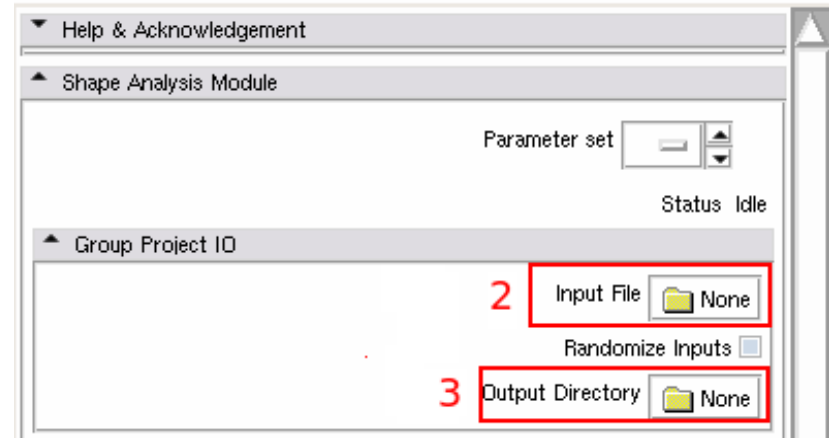 Help & Acknowledgement
Shape Analysis Module
Parameter set
Status Idle
Group Project IO
2 Input File None
Randomize Inputs
3 Output Directory None